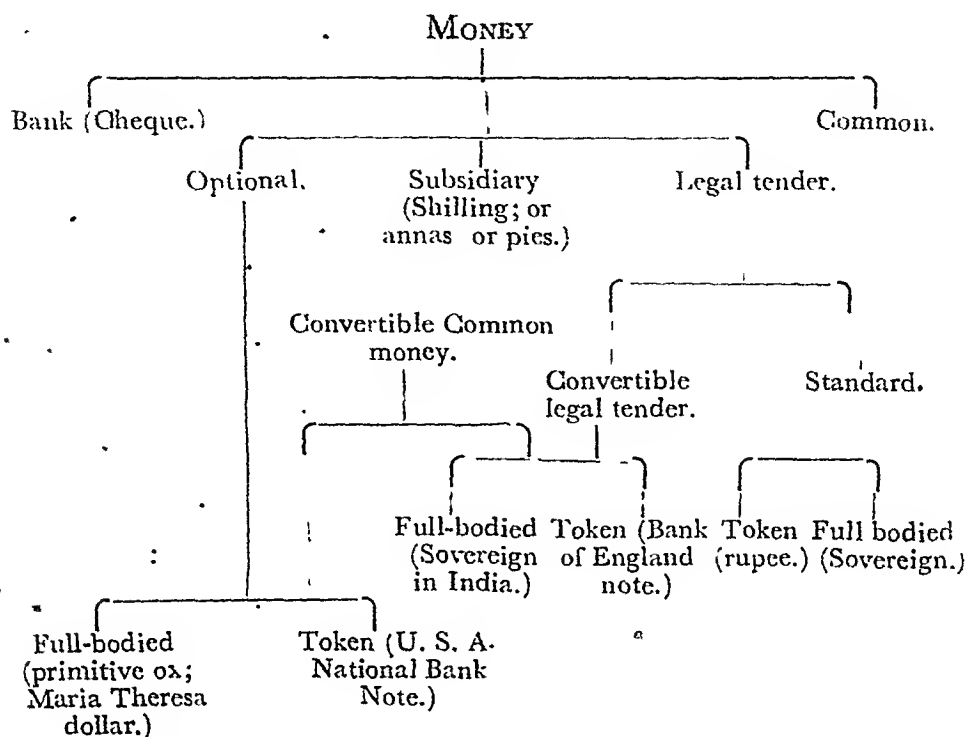 MONEY
Bank (Cheque.)
Common.
Optional.
Subsidiary
(Shilling; or
annas or pies.)
Legal tender.
Convertible Common
money.
Convertible
legal tender.
Standard.
Full-bodied
(Sovereign
in India.)
Token (Bank
of England
note.)
Token
(rupee.)
Full bodied
(Sovereign.)
Full-bodied
(primitive ox;
Maria Theresa
dollar.)
Token (U. S. A.
National Bank
Note.)